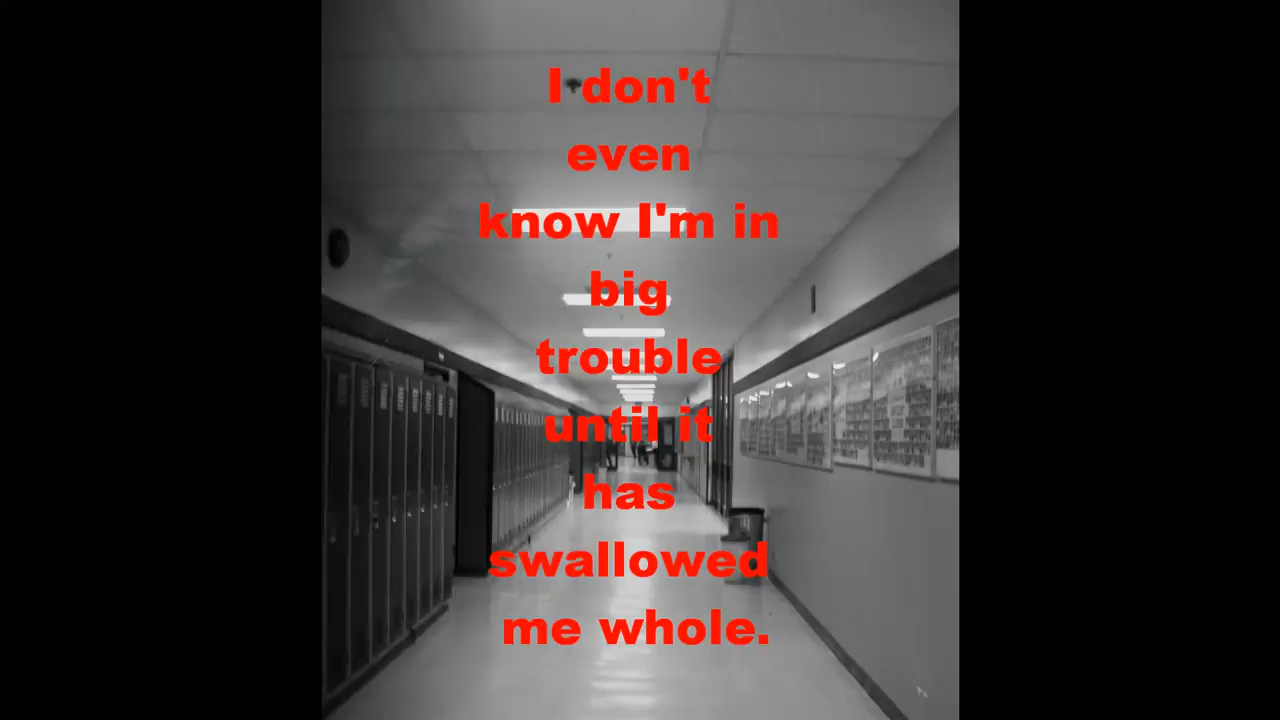 I don't
even
know I'm in
big
trouble
until it
has
swallowed
me whole.